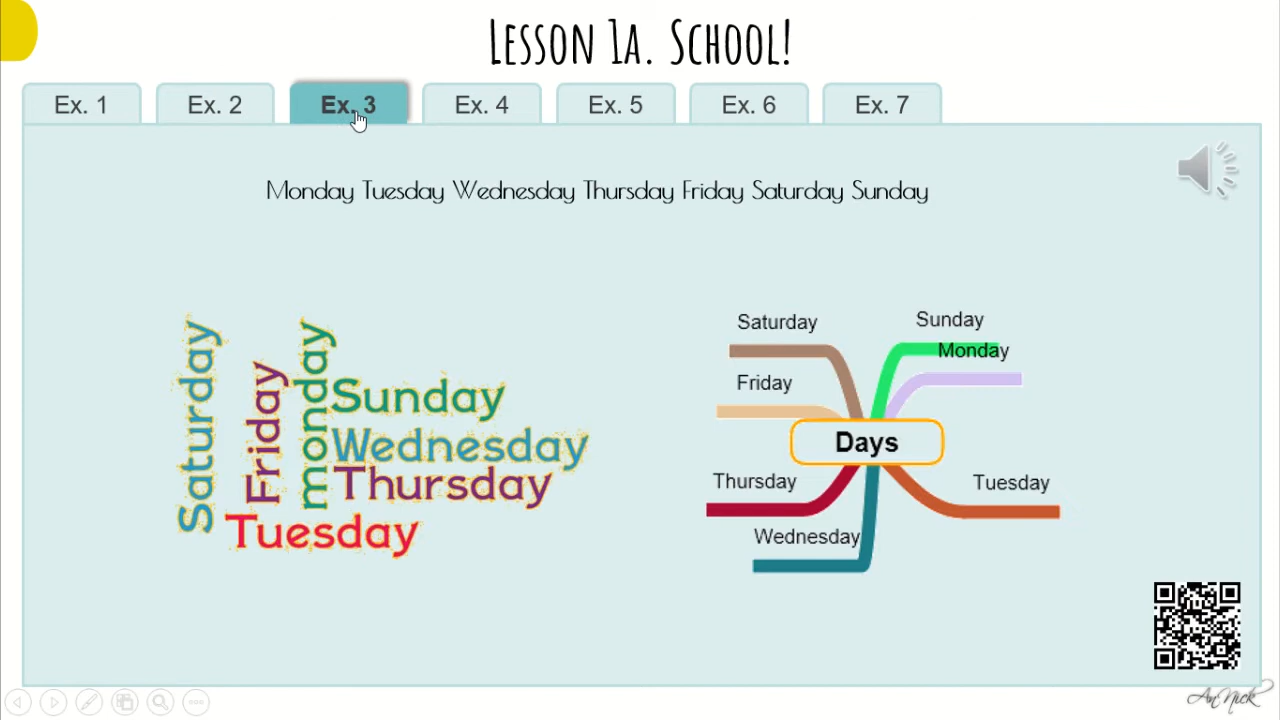 Lesson 1a. School!
Ex. 1
Ex. 2
Ex. 3
Ex. 4
Ex. 5
Ex. 6
Ex. 7
Monday Tuesday Wednesday Thursday Friday Saturday Sunday
Saturday
Friday
monday
Sunday
Wednesday
Thursday
Tuesday
Saturday
Sunday
Monday
Friday
Days
Thursday
Tuesday
Wednesday
AnNick